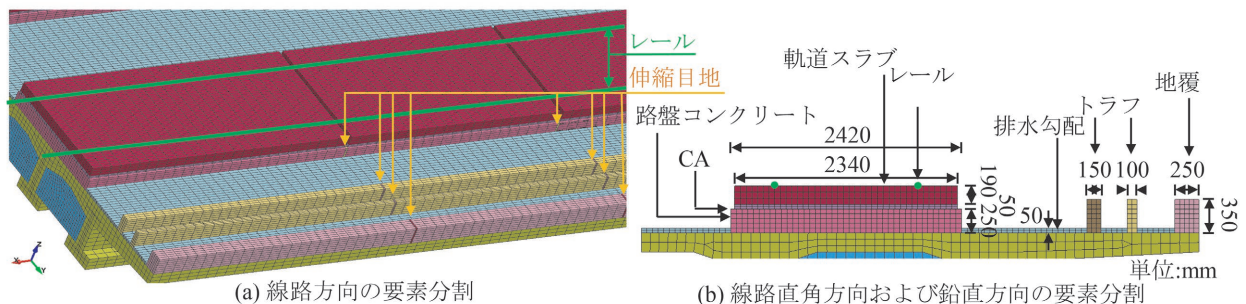 レール
伸縮目地
Z
X
Y
(a) 線路方向の要素分割
軌道スラブ
レール
路盤コンクリート
CA
2420
2340
190
50
250
排水勾配
50
トラフ
地覆
150
100
250
350
単位:mm
(b) 線路直角方向および鉛直方向の要素分割